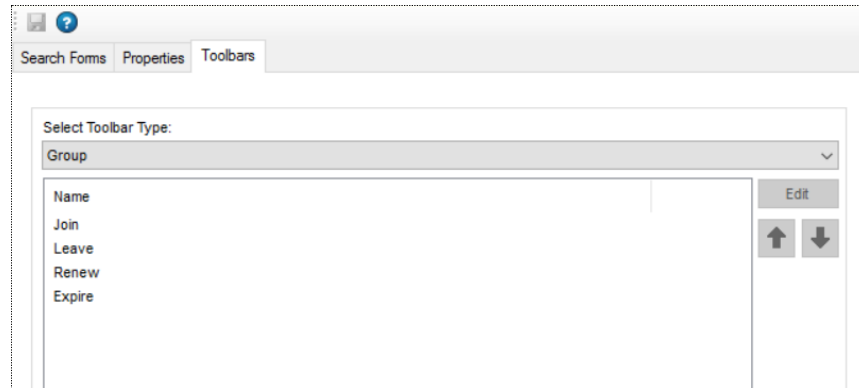 Search Forms Properties Toolbars
Select Toolbar Type:
Group
Name
Edit
Join
Leave
Renew
Expire